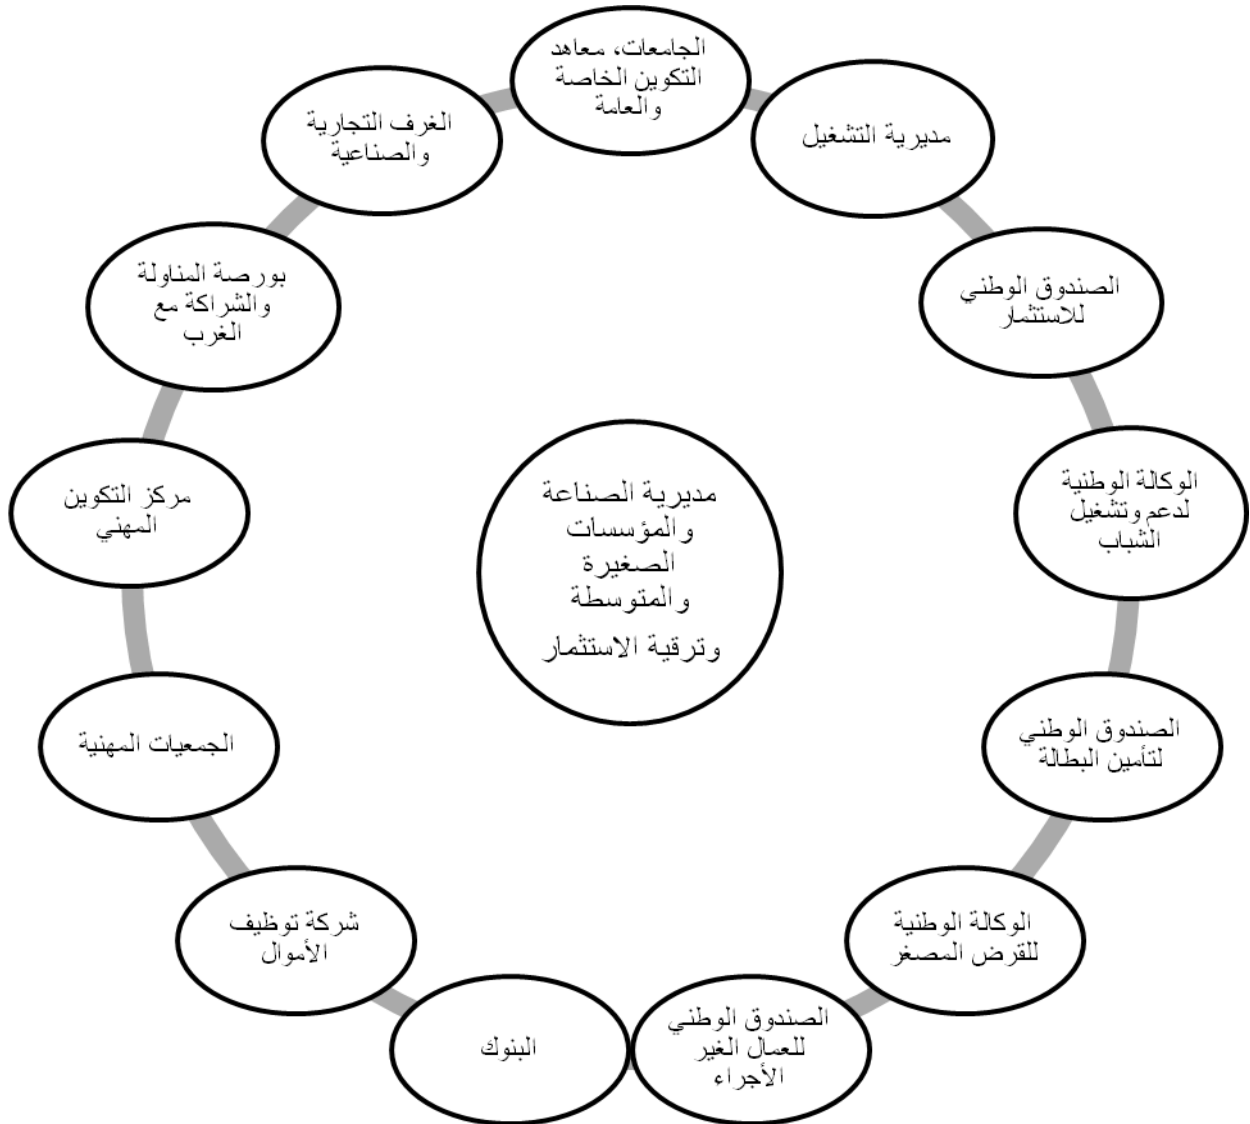 الجامعات، معاهد
التكوين الخاصة
والعامة
مديرية التشغيل
الصندوق الوطني
للاستثمار
الوكالة الوطنية
لدعم وتشغيل
الشباب
الصندوق الوطني
لتأمين البطالة
الوكالة الوطنية
للقرض المصغر
الصندوق الوطني
للعمال الغير
الأجراء
البنوك
شركة توظيف
الأموال
الجمعيات المهنية
مركز التكوين
المهني
بورصة المناولة
والشراكة مع
الغرب
الغرف التجارية
والصناعية
مديرية الصناعة
والمؤسسات
الصغيرة
والمتوسطة
وترقية الاستثمار